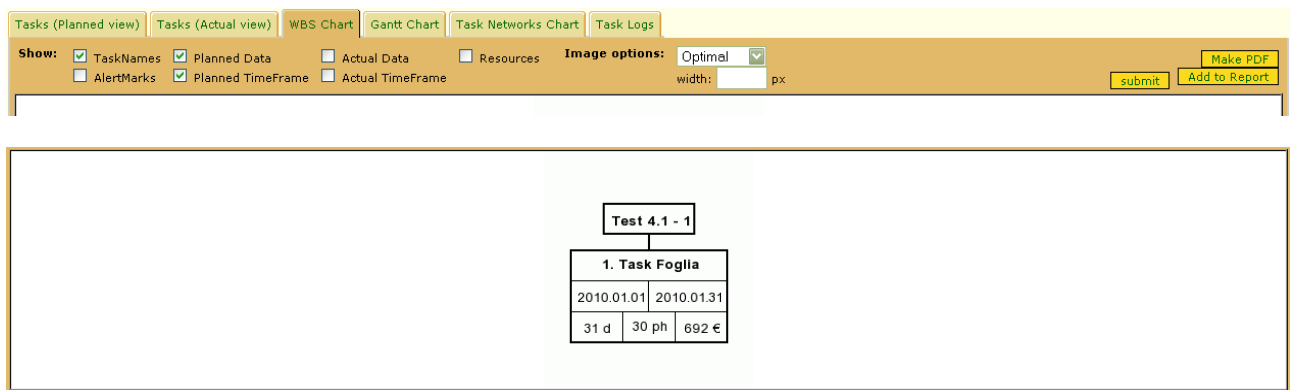 Tasks (Planned view) Tasks (Actual view) WBS Chart Gantt Chart Task Networks Chart Task Logs
Show: TaskNames Planned Data Actual Data Resources Image options: Optimal Make PDF
AlertMarks Planned TimeFrame Actual TimeFrame width: px submit Add to Report
Test 4.1 - 1
1. Task Foglia
2010.01.01 2010.01.31
31 d 30 ph 692 €